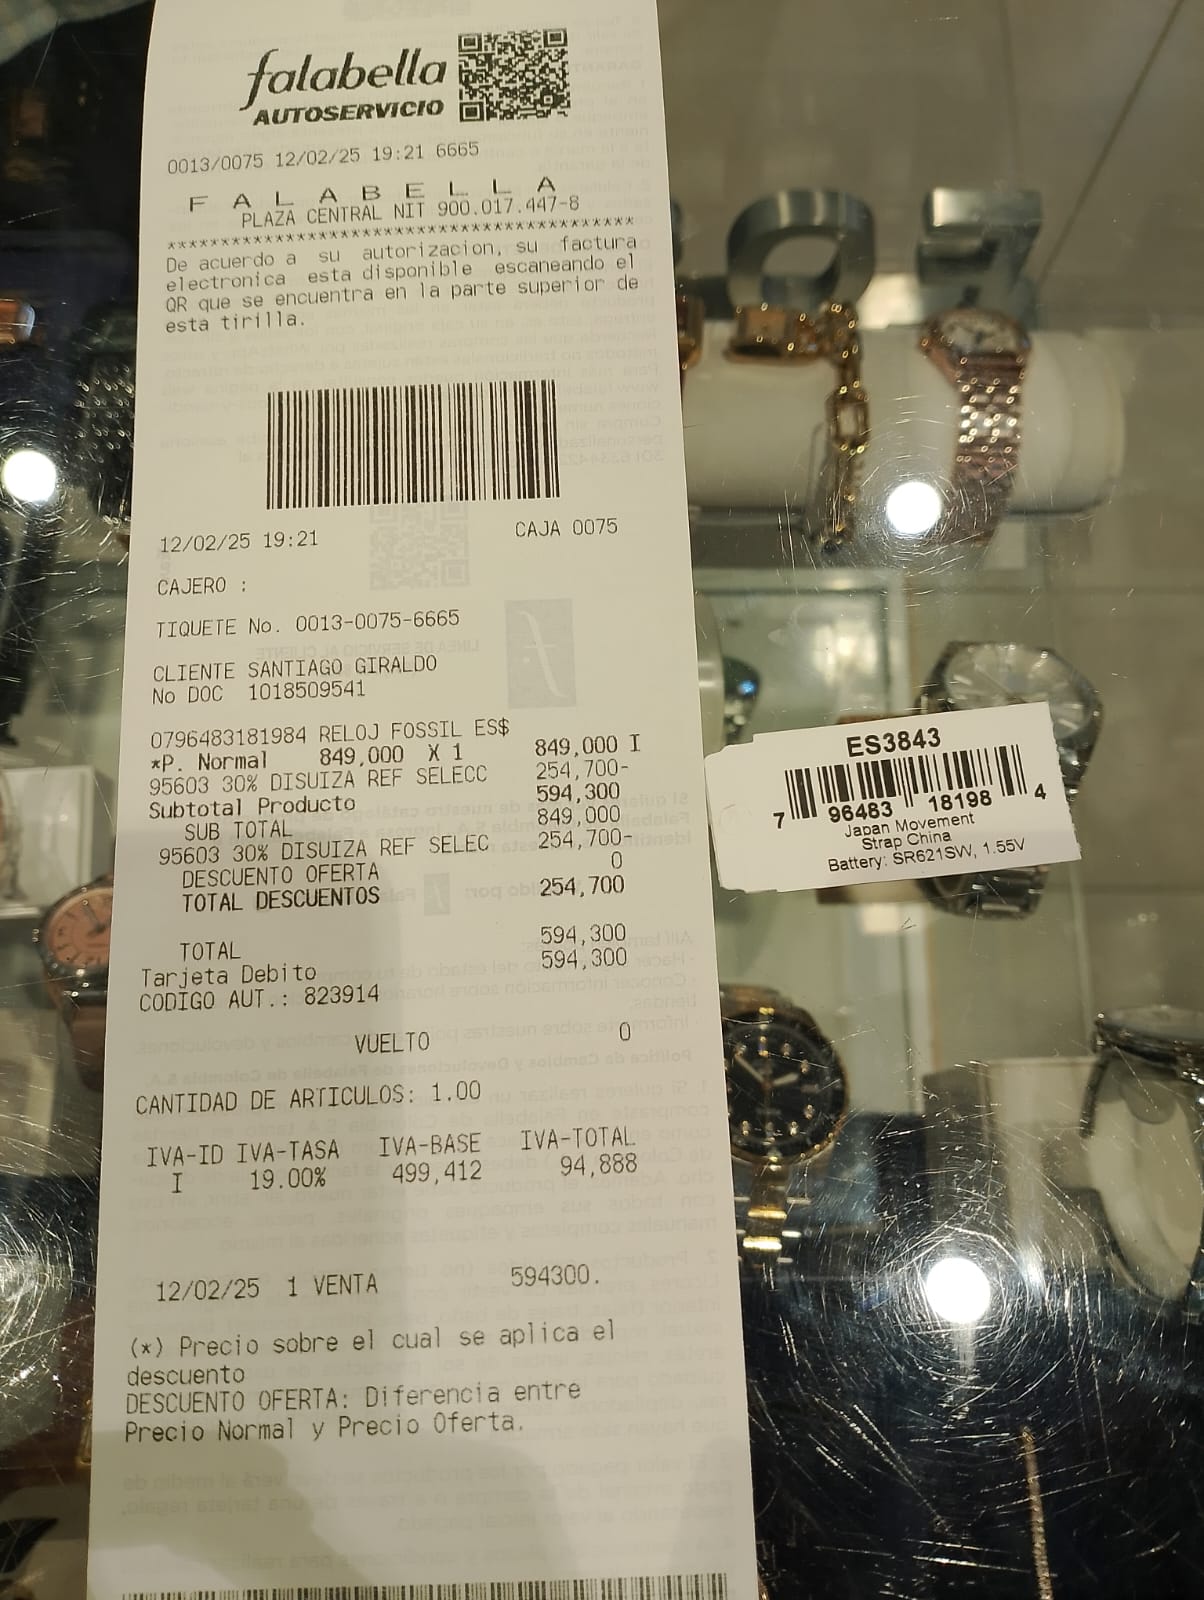 falabella
AUTOSERVICIO
0013/0075 12/02/25 19:21 6665
F A L A B E L L A
PLAZA CENTRAL NIT 900.017.447-8
******************************************
De acuerdo a su autorizacion, su factura
electronica esta disponible escaneando el
QR que se encuentra en la parte superior de
esta tirilla.
12/02/25 19:21 CAJA 0075
CAJERO :
TIQUETE No. 0013-0075-6665
CLIENTE SANTIAGO GIRALDO
No DOC 1018509541
0796483181984 RELOJ FOSSIL ES$
*P. Normal 849,000 X 1 849,000 I
95603 30% DISUIZA REF SELECC 254,700-
Subtotal Producto 594,300
SUB TOTAL 849,000
95603 30% DISUIZA REF SELEC 254,700-
DESCUENTO OFERTA 0
TOTAL DESCUENTOS 254,700
TOTAL 594,300
Tarjeta Debito 594,300
CODIGO AUT.: 823914
VUELTO 0
CANTIDAD DE ARTICULOS: 1.00
IVA-ID IVA-TASA IVA-BASE IVA-TOTAL
I 19.00% 499,412 94,888
12/02/25 1 VENTA 594300.
(*) Precio sobre el cual se aplica el
descuento
DESCUENTO OFERTA: Diferencia entre
Precio Normal y Precio Oferta.
ES3843
7 96483 18198 4
Japan Movement
Strap China
Battery: SR621SW, 1.55V